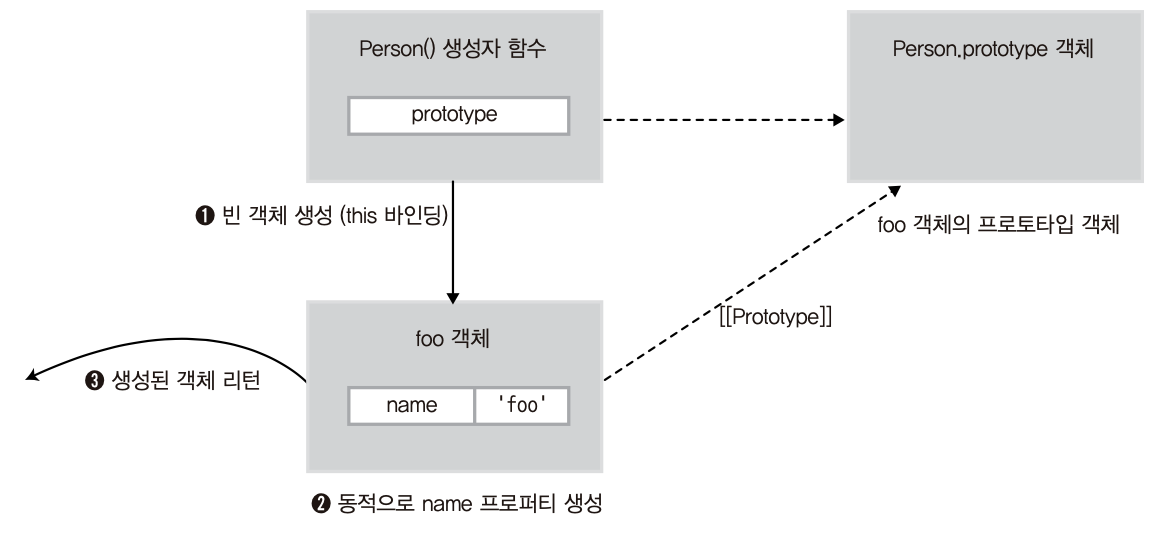 Person() 생성자 함수
prototype
Person.prototype 객체
❶ 빈 객체 생성 (this 바인딩)
foo 객체의 프로토타입 객체
[[Prototype]]
foo 객체
name
'foo'
❸ 생성된 객체 리턴
❷ 동적으로 name 프로퍼티 생성